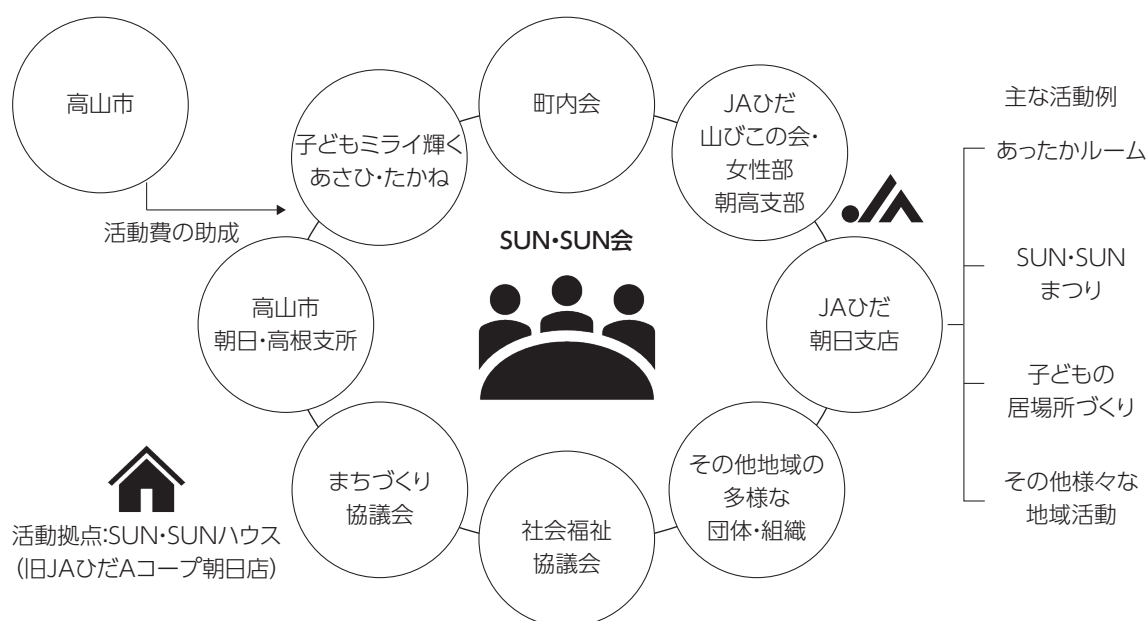 高山市
活動費の助成
子どもミライ輝く
あさひ・たかね
町内会
JAひだ
山びこの会・
女性部
朝高支部
SUN・SUN会
高山市
朝日・高根支所
JAひだ
朝日支店
まちづくり
協議会
社会福祉
協議会
その他地域の
多様な
団体・組織
活動拠点:SUN・SUNハウス
(旧JAひだAコープ朝日店)
主な活動例
あったかルーム
SUN・SUN
まつり
子どもの
居場所づくり
その他様々な
地域活動